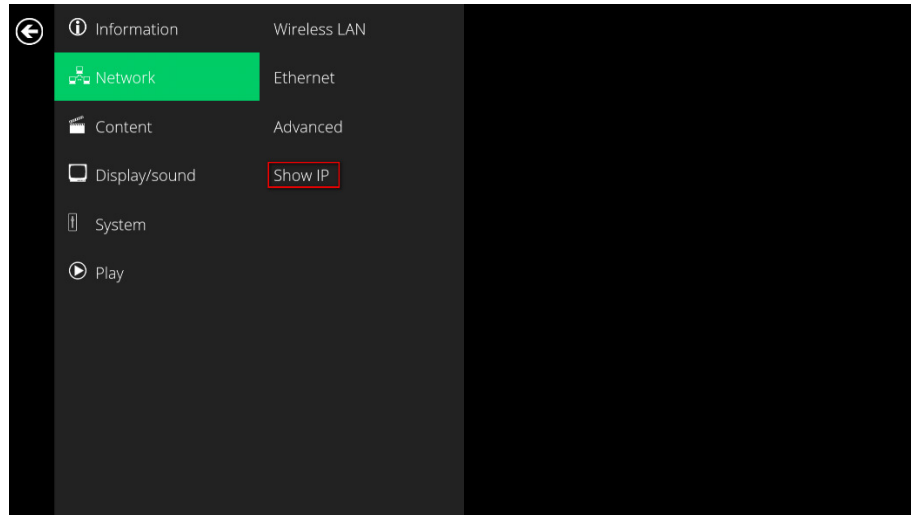 Information
Network
Content
Display/sound
System
Play
Wireless LAN
Ethernet
Advanced
Show IP